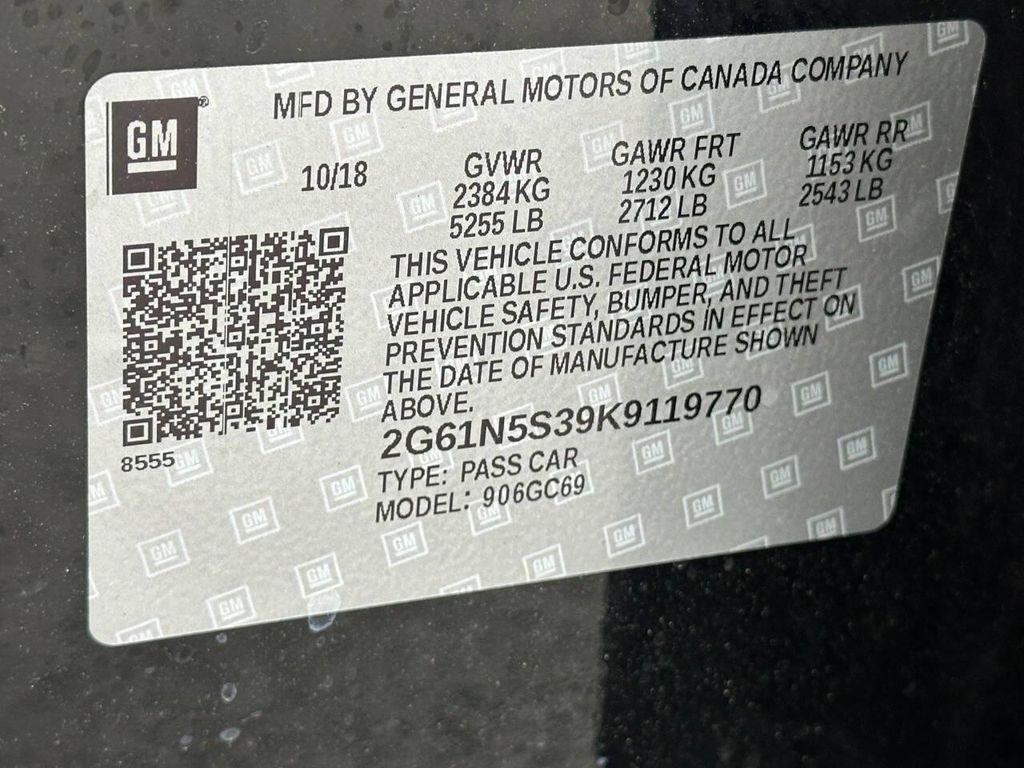 MFD BY GENERAL MOTORS OF CANADA COMPANY
GM®
10/18
GVWR
2384 KG
5255 LB
GAWR FRT
1230 KG
2712 LB
GAWR RR
1153 KG
2543 LB
THIS VEHICLE CONFORMS TO ALL
APPLICABLE U.S. FEDERAL MOTOR
VEHICLE SAFETY, BUMPER, AND THEFT
PREVENTION STANDARDS IN EFFECT ON
THE DATE OF MANUFACTURE SHOWN
ABOVE.
2G61N5S39K9119770
TYPE: PASS CAR
MODEL: 906GC69
8555